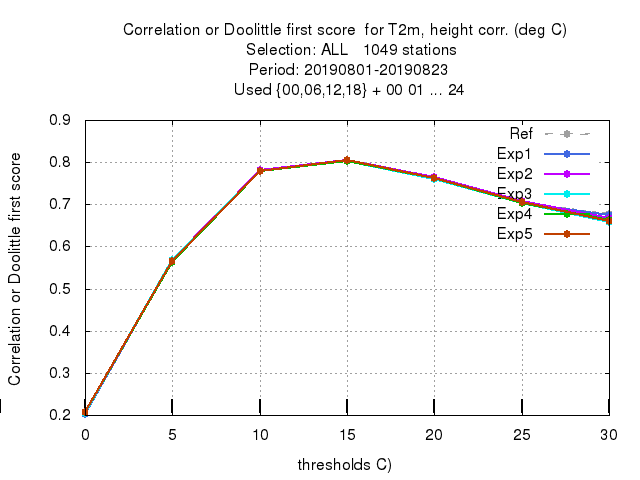 Correlation or Doolittle first score for T2m, height corr. (deg C)
Selection: ALL 1049 stations
Period: 20190801-20190823
Used {00,06,12,18} + 00 01 ... 24
Correlation or Doolittle first score
0.9
0.8
0.7
0.6
0.5
0.4
0.3
0.2
Ref
Exp1
Exp2
Exp3
Exp4
Exp5
0 5 10 15 20 25 30
thresholds C)